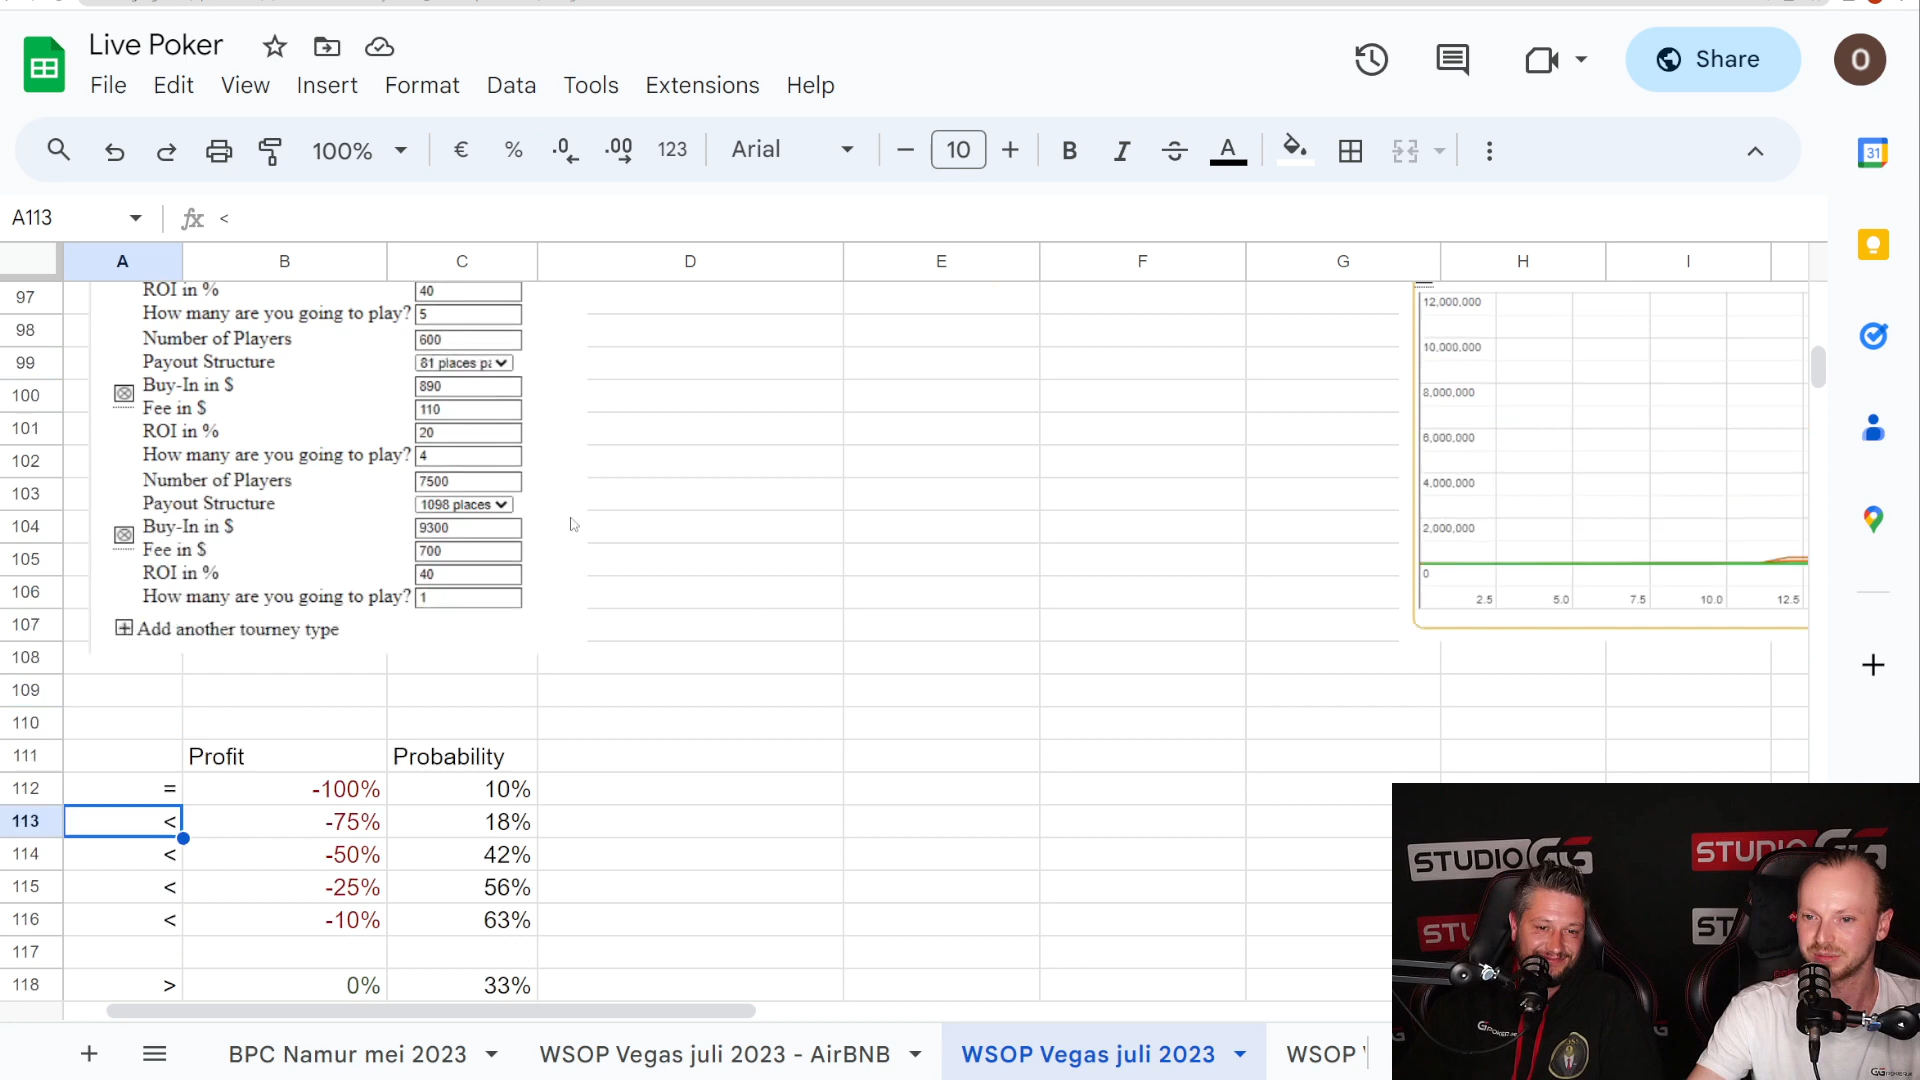 Live Poker
File Edit View Insert Format Data Tools Extensions Help
Share
O
100% € % .0 .00 123 Arial 10 B I A
31
A113 fx <
A B C D E F G H I
97 ROI in % 40
How many are you going to play? 5
98 Number of Players 600
99 Payout Structure 81 places pa
100 Buy-In in $ 890
Fee in $ 110
101 ROI in % 20
102 How many are you going to play? 4
103 Number of Players 7500
Payout Structure 1098 places
104 Buy-In in $ 9300
105 Fee in $ 700
ROI in % 40
106 How many are you going to play? 1
107 Add another tourney type
12,000,000
10,000,000
8,000,000
6,000,000
4,000,000
2,000,000
0
2.5 5.0 7.5 10.0 12.5
108
109
110
111 Profit Probability
112 = -100% 10%
113 < -75% 18%
114 < -50% 42%
115 < -25% 56%
116 < -10% 63%
117
118 > 0% 33%
STUDIO GG
STUDIO GG
ST
BPC Namur mei 2023 WSOP Vegas juli 2023 - AirBNB WSOP Vegas juli 2023 WSOP